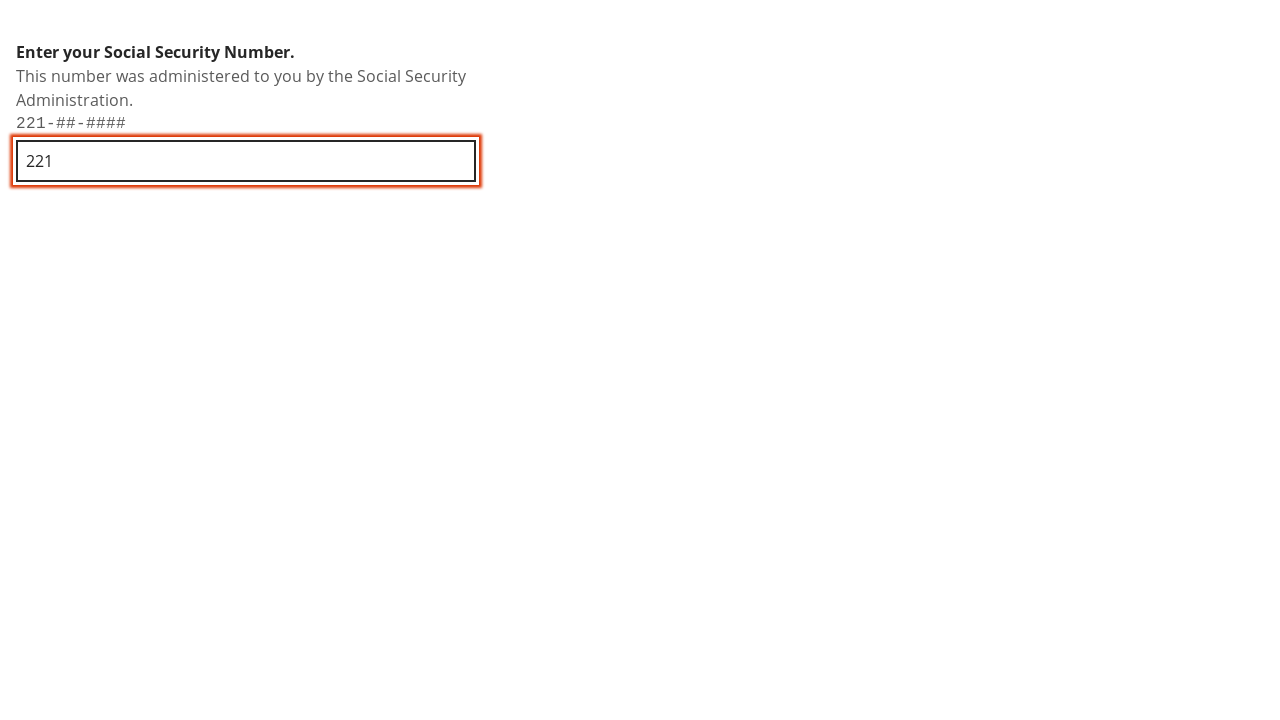 Enter your Social Security Number.
This number was administered to you by the Social Security
Administration.
221-##-####
221